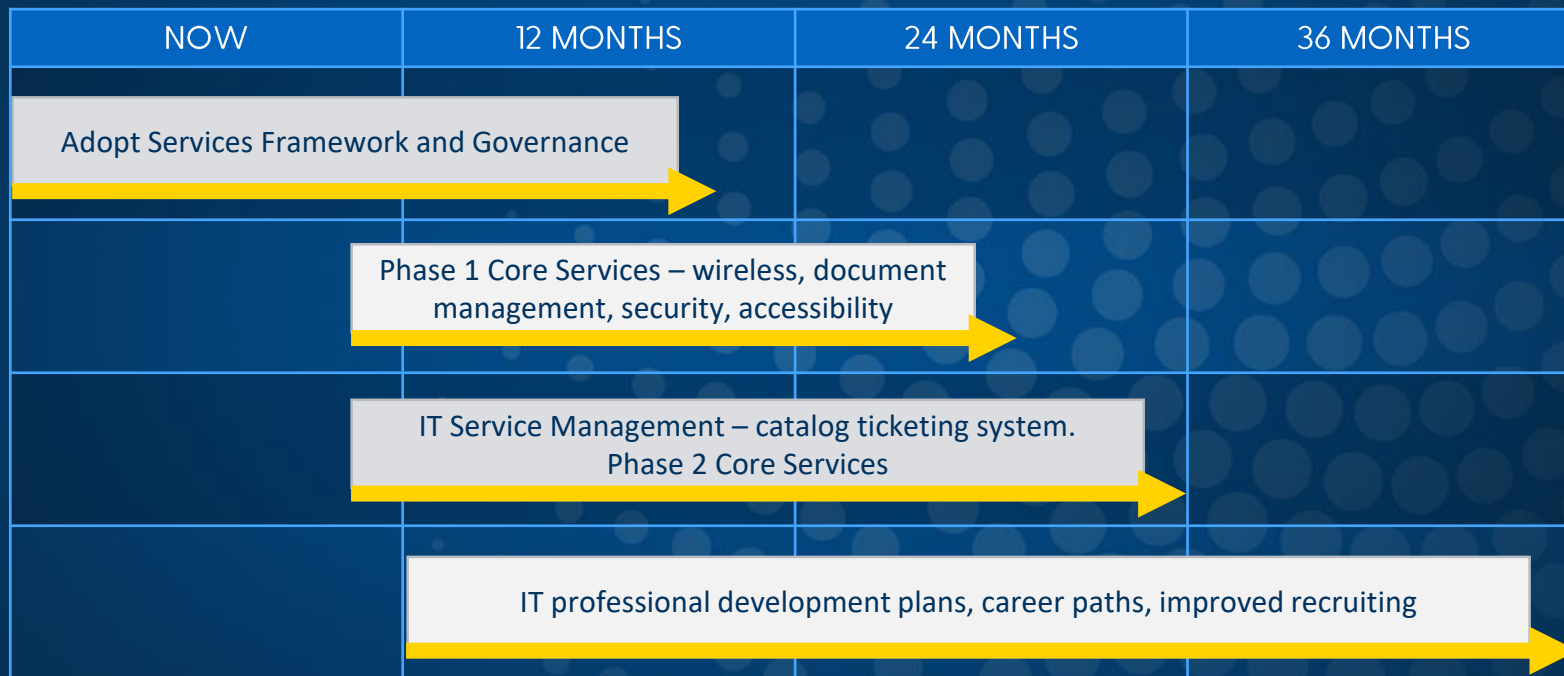 NOW
12 MONTHS
24 MONTHS
36 MONTHS
Adopt Services Framework and Governance
Phase 1 Core Services – wireless, document
management, security, accessibility
IT Service Management – catalog ticketing system.
Phase 2 Core Services
IT professional development plans, career paths, improved recruiting